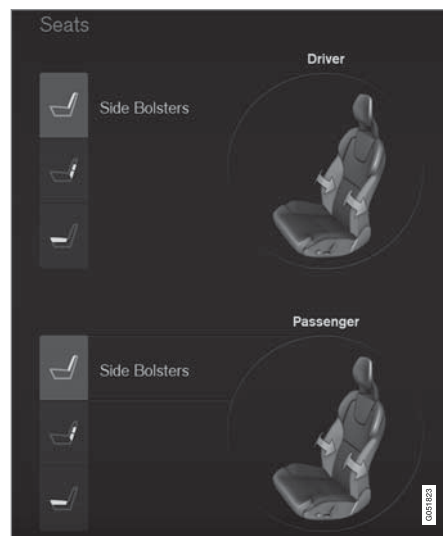 Seats
Driver
Side Bolsters
Passenger
Side Bolsters
G051823